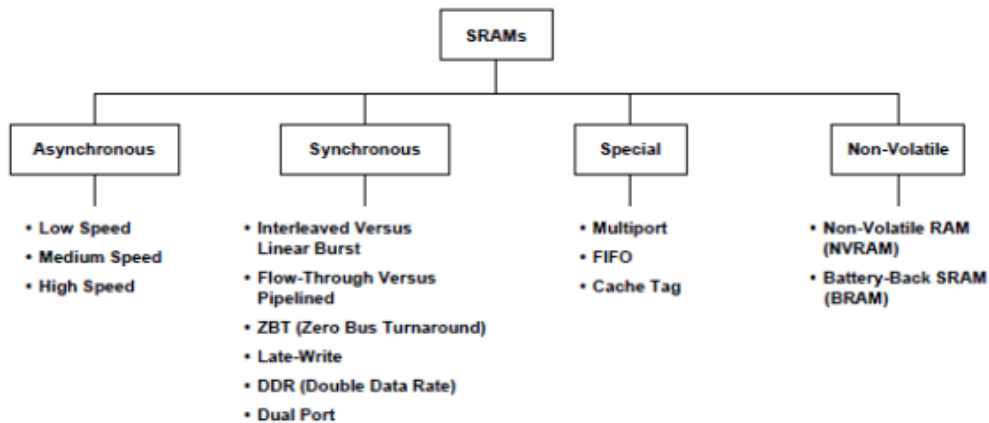 SRAMs
Asynchronous
Synchronous
Special
Non-Volatile
• Low Speed
• Medium Speed
• High Speed
• Interleaved Versus
Linear Burst
• Flow-Through Versus
Pipelined
• ZBT (Zero Bus Turnaround)
• Late-Write
• DDR (Double Data Rate)
• Dual Port
• Multiport
• FIFO
• Cache Tag
• Non-Volatile RAM
(NVRAM)
• Battery-Back SRAM
(BRAM)